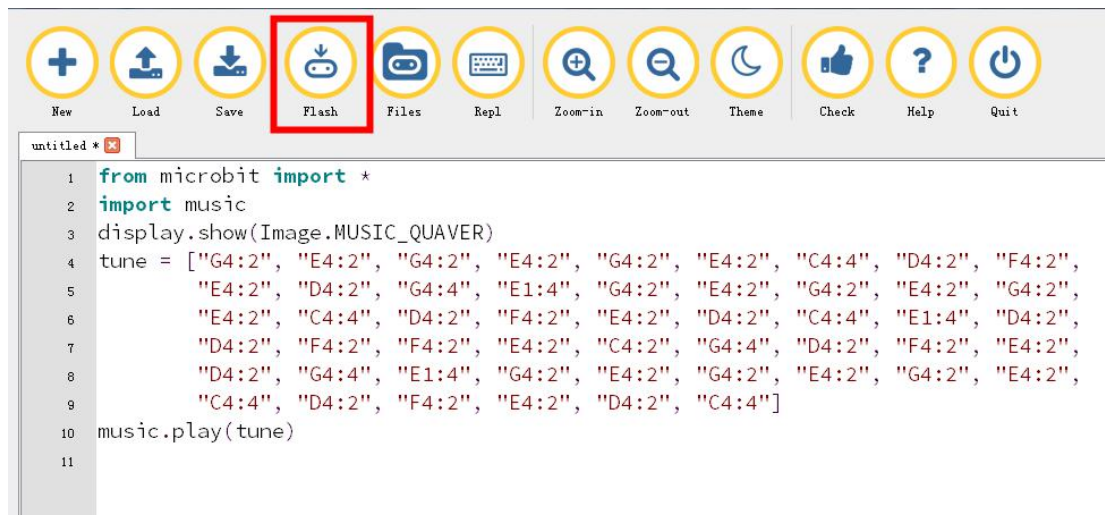 New Load Save Flash Files Repl Zoom-in Zoom-out Theme Check Help Quit
untitled *
1 from microbit import *
2 import music
3 display.show(Image.MUSIC_QUAVER)
4 tune = ["G4:2", "E4:2", "G4:2", "E4:2", "G4:2", "E4:2", "C4:4", "D4:2", "F4:2",
5 "E4:2", "D4:2", "G4:4", "E1:4", "G4:2", "E4:2", "G4:2", "E4:2", "G4:2",
6 "E4:2", "C4:4", "D4:2", "F4:2", "E4:2", "D4:2", "C4:4", "E1:4", "D4:2",
7 "D4:2", "F4:2", "F4:2", "E4:2", "C4:2", "G4:4", "D4:2", "F4:2", "E4:2",
8 "D4:2", "G4:4", "E1:4", "G4:2", "E4:2", "G4:2", "E4:2", "G4:2", "E4:2",
9 "C4:4", "D4:2", "F4:2", "E4:2", "D4:2", "C4:4"]
10 music.play(tune)
11